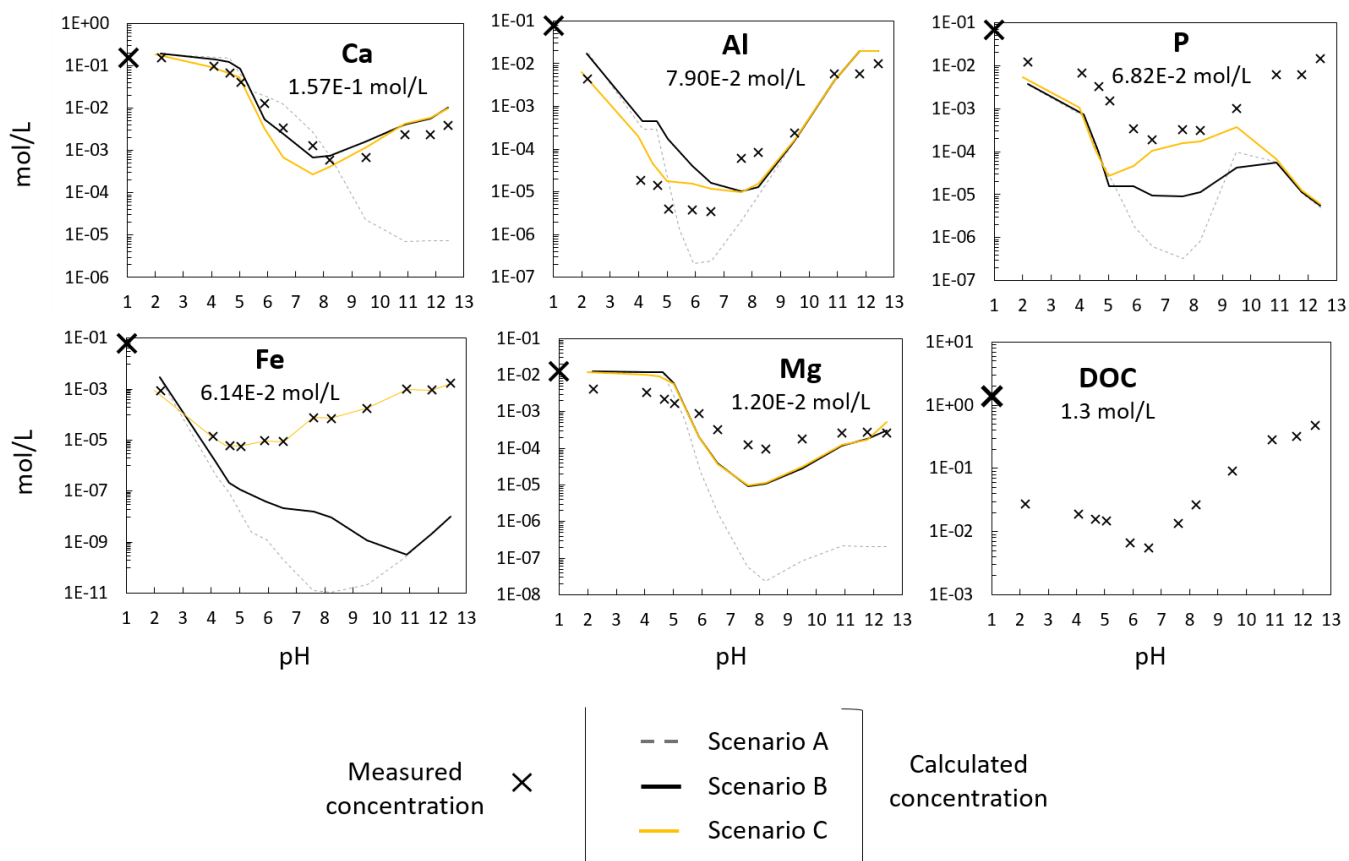 mol/L
Ca
1.57E-1 mol/L
1E+00
1E-01
1E-02
1E-03
1E-04
1E-05
1E-06
1 2 3 4 5 6 7 8 9 10 11 12 13
Al
7.90E-2 mol/L
1E-01
1E-02
1E-03
1E-04
1E-05
1E-06
1E-07
1 2 3 4 5 6 7 8 9 10 11 12 13
P
6.82E-2 mol/L
1E-01
1E-02
1E-03
1E-04
1E-05
1E-06
1E-07
1 2 3 4 5 6 7 8 9 10 11 12 13
mol/L
Fe
6.14E-2 mol/L
1E-01
1E-03
1E-05
1E-07
1E-09
1E-11
1 2 3 4 5 6 7 8 9 10 11 12 13
pH
Mg
1.20E-2 mol/L
1E-01
1E-02
1E-03
1E-04
1E-05
1E-06
1E-07
1E-08
1 2 3 4 5 6 7 8 9 10 11 12 13
pH
DOC
1.3 mol/L
1E+01
1E+00
1E-01
1E-02
1E-03
1 2 3 4 5 6 7 8 9 10 11 12 13
pH
Measured
concentration
Scenario A
Scenario B
Scenario C
Calculated
concentration